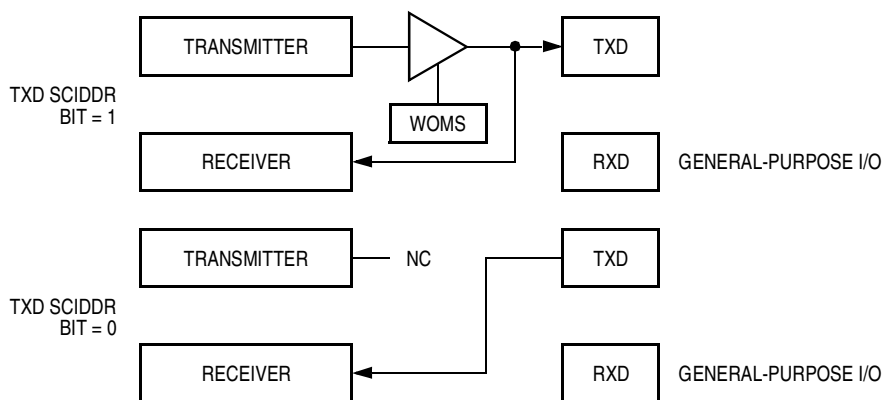 TRANSMITTER
TXD
TXD SCIDDR
BIT = 1
WOMS
RECEIVER
RXD
GENERAL-PURPOSE I/O
TRANSMITTER
NC
TXD
TXD SCIDDR
BIT = 0
RECEIVER
RXD
GENERAL-PURPOSE I/O